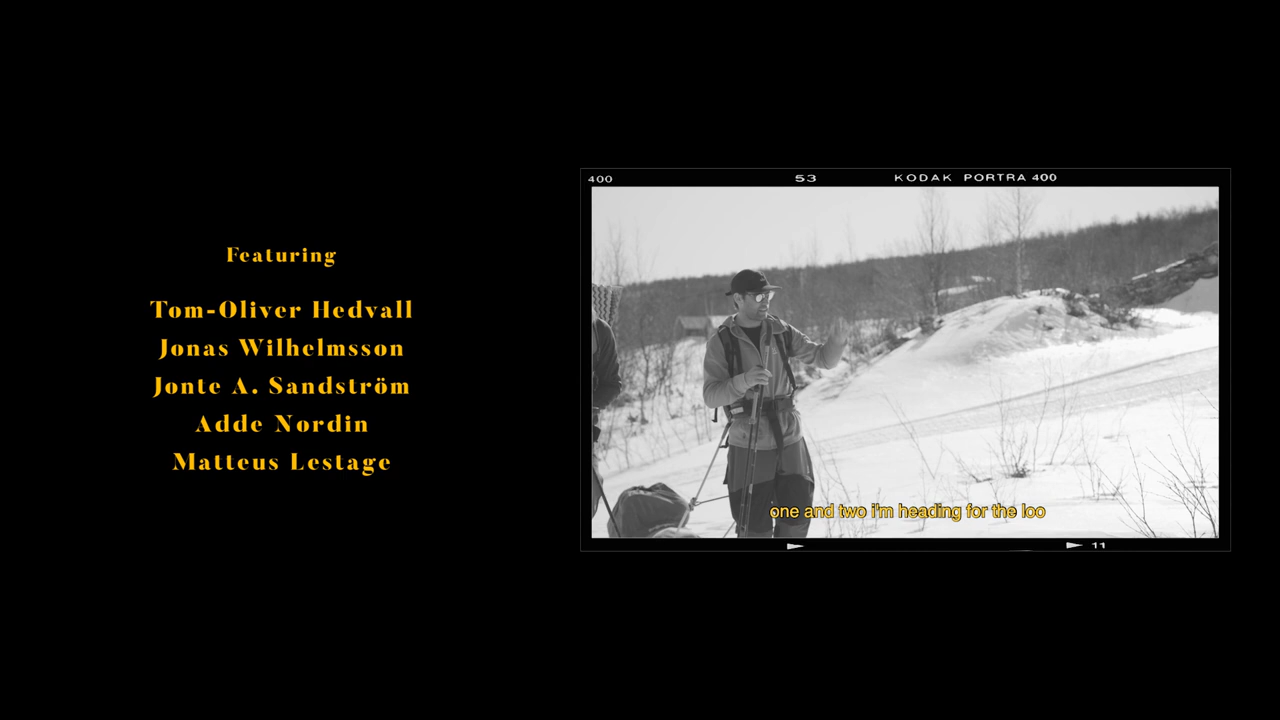 Featuring
Tom-Oliver Hedvall
Jonas Wilhelmsson
Jonte A. Sandström
Adde Nordin
Matteus Lestage
400 53 KODAK PORTRA 400
one and two i'm heading for the loo
11